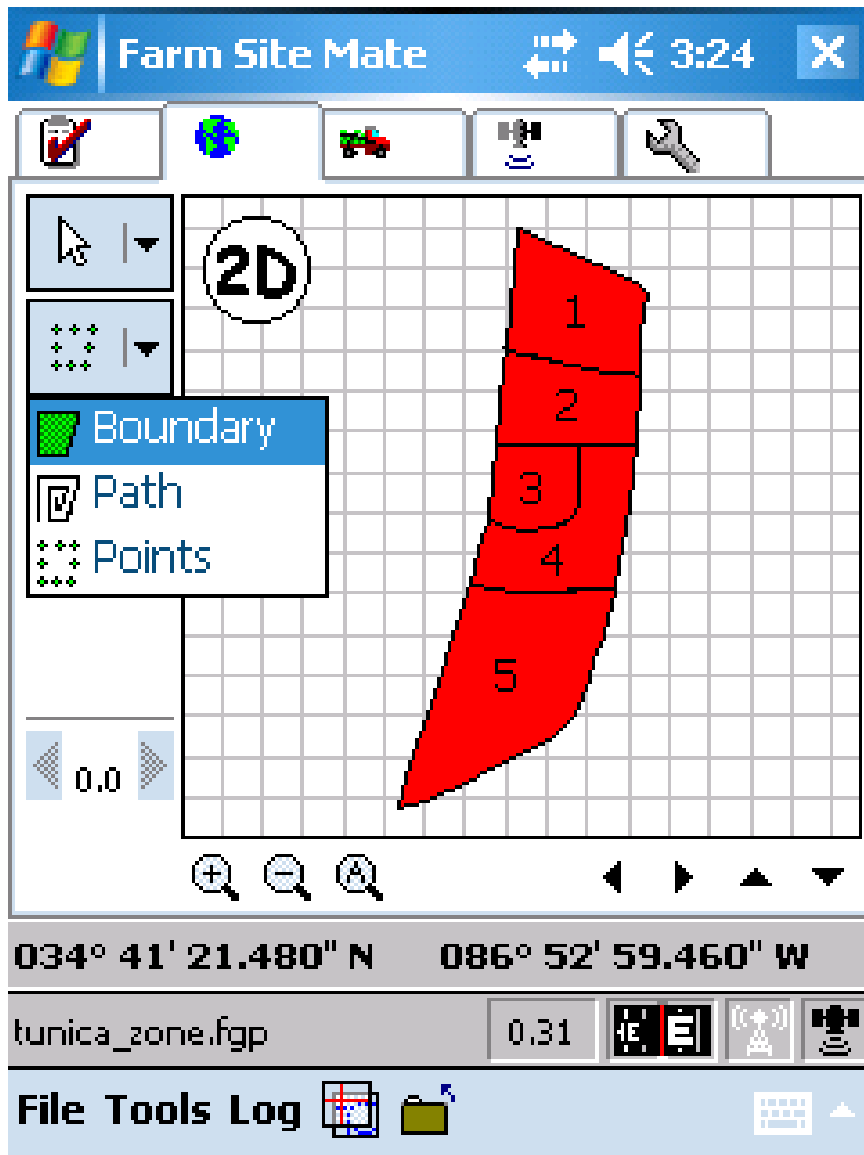 Farm Site Mate 3:24
2D
1
2
Boundary
3
Path
4
Points
5
0.0
A
034° 41' 21.480" N 086° 52' 59.460" W
tunica_zone.fgp 0.31
File Tools Log